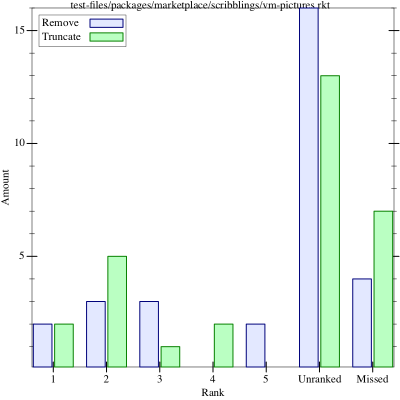 test-files/packages/marketplace/scribblings/vm-pictures.rkt
Remove
Truncate
15
10
5
Amount
1 2 3 4 5 Unranked Missed
Rank